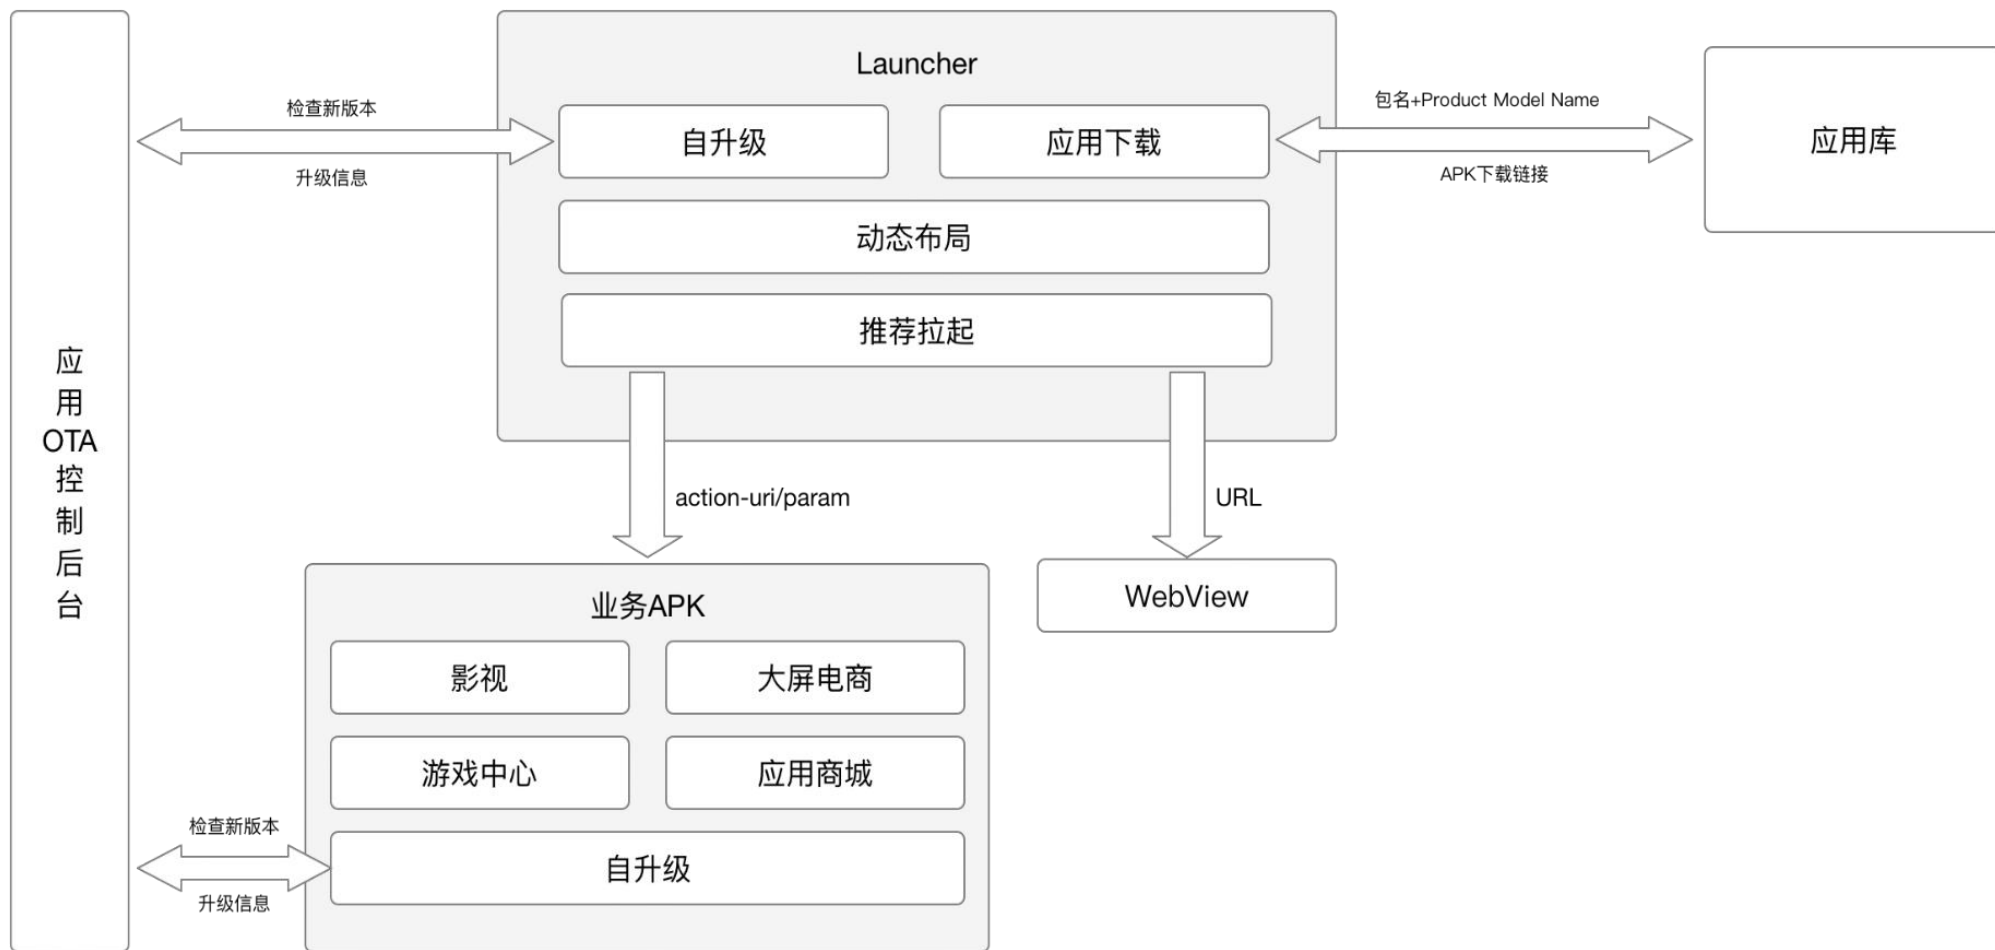 Launcher
检查新版本
自升级
应用下载
包名+Product Model Name
应用库
升级信息
APK下载链接
动态布局
推荐拉起
应
用
OTA
控
制
后
台
action-uri/param
URL
业务APK
WebView
影视
大屏电商
游戏中心
应用商城
检查新版本
自升级
升级信息